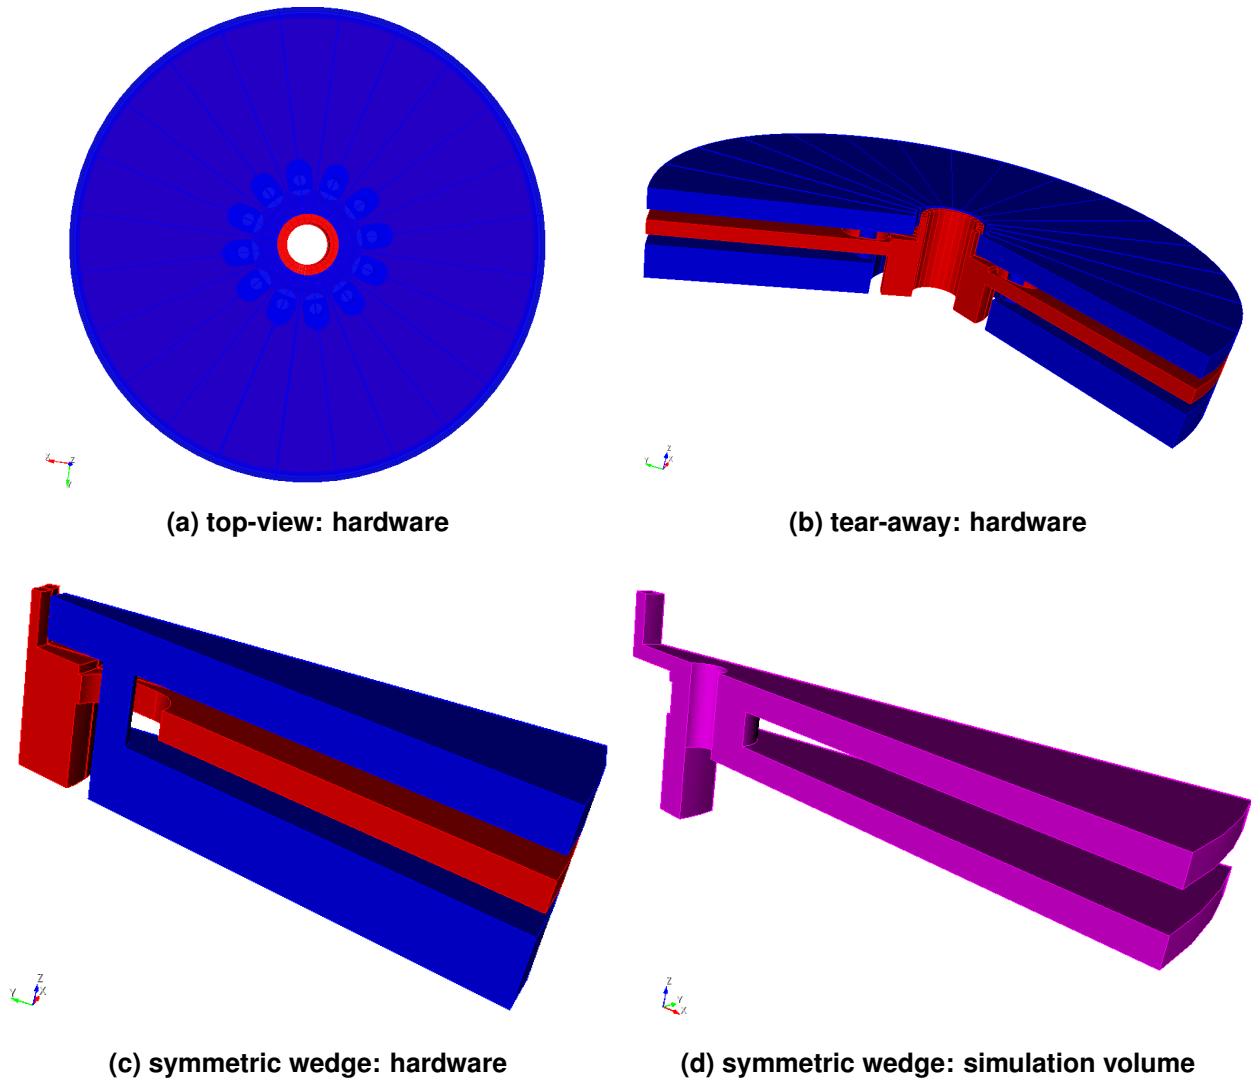 X Z
Y
(a) top-view: hardware
Z
Y X
(b) tear-away: hardware
Z
Y X
(c) symmetric wedge: hardware
Z
Y
X
(d) symmetric wedge: simulation volume